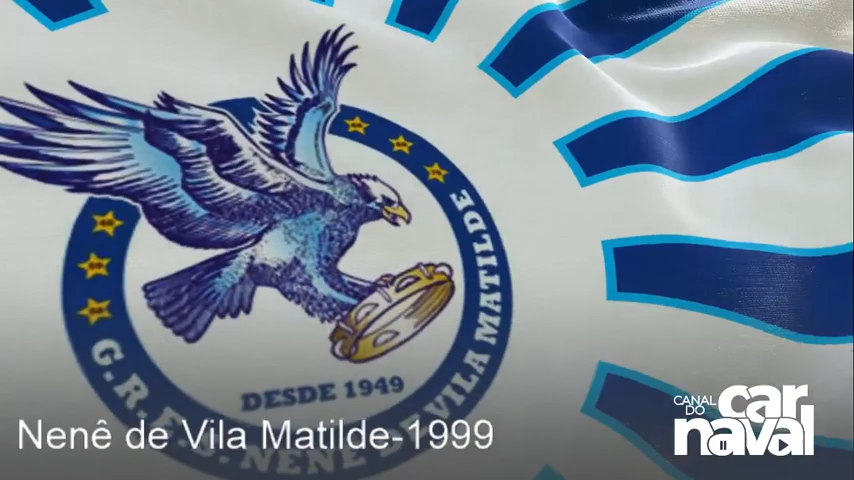 G.R.E.S. NENÊ DE VILA MATILDE
DESDE 1949
Nenê de Vila Matilde-1999
CANAL
DO
car
naval